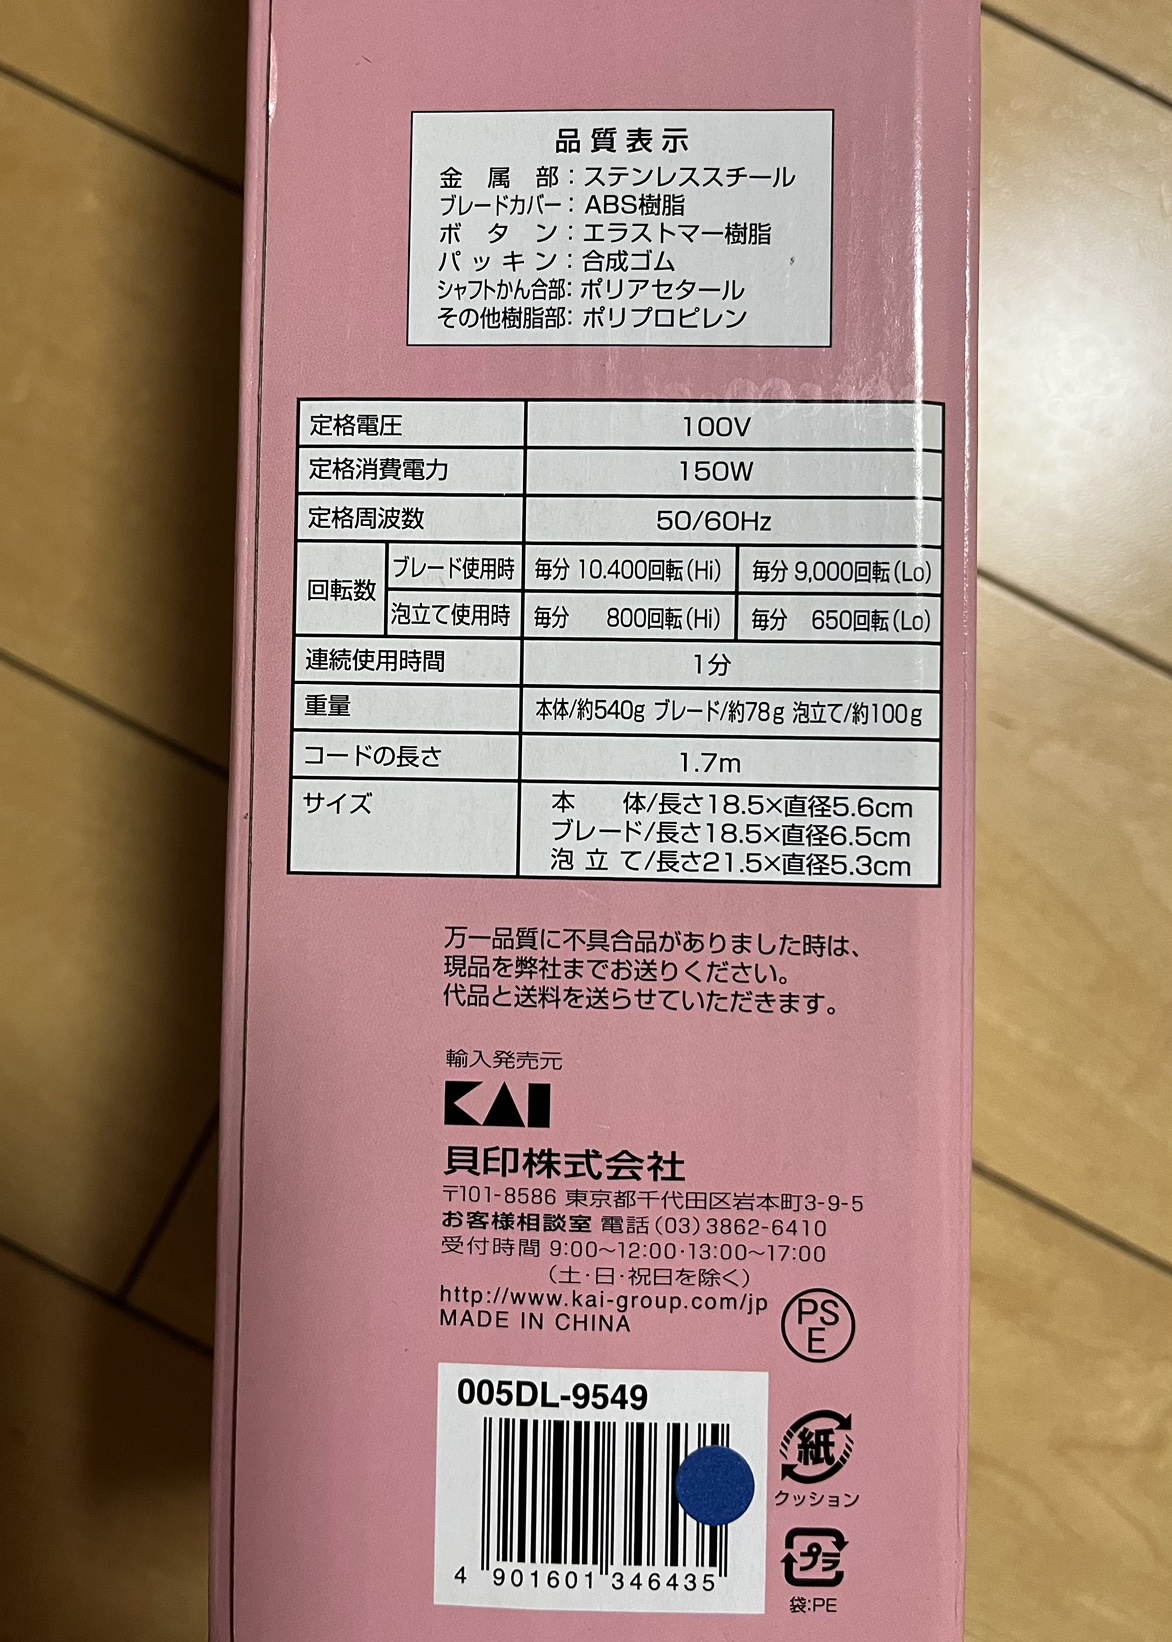 品質表示
金属部：ステンレススチール
ブレードカバー：ABS樹脂
ボタン：エラストマー樹脂
パッキン：合成ゴム
シャフトかん合部：ポリアセタール
その他樹脂部：ポリプロピレン
定格電圧 100V
定格消費電力 150W
定格周波数 50/60Hz
回転数 ブレード使用時 毎分 10.400回転(Hi) 毎分 9,000回転(Lo)
泡立て使用時 毎分 800回転(Hi) 毎分 650回転(Lo)
連続使用時間 1分
重量 本体/約540g ブレード/約78g 泡立て/約100g
コードの長さ 1.7m
サイズ 本体/長さ18.5×直径5.6cm
ブレード/長さ18.5×直径6.5cm
泡立て/長さ21.5×直径5.3cm
万一品質に不具合品がありました時は、
現品を弊社までお送りください。
代品と送料を送らせていただきます。
輸入発売元
KAI
貝印株式会社
〒101-8586 東京都千代田区岩本町3-9-5
お客様相談室 電話(03)3862-6410
受付時間 9:00〜12:00･13:00〜17:00
(土･日･祝日を除く)
http://www.kai-group.com/jp
MADE IN CHINA
PS
E
005DL-9549
4 901601 346435
紙
クッション
プラ
袋:PE